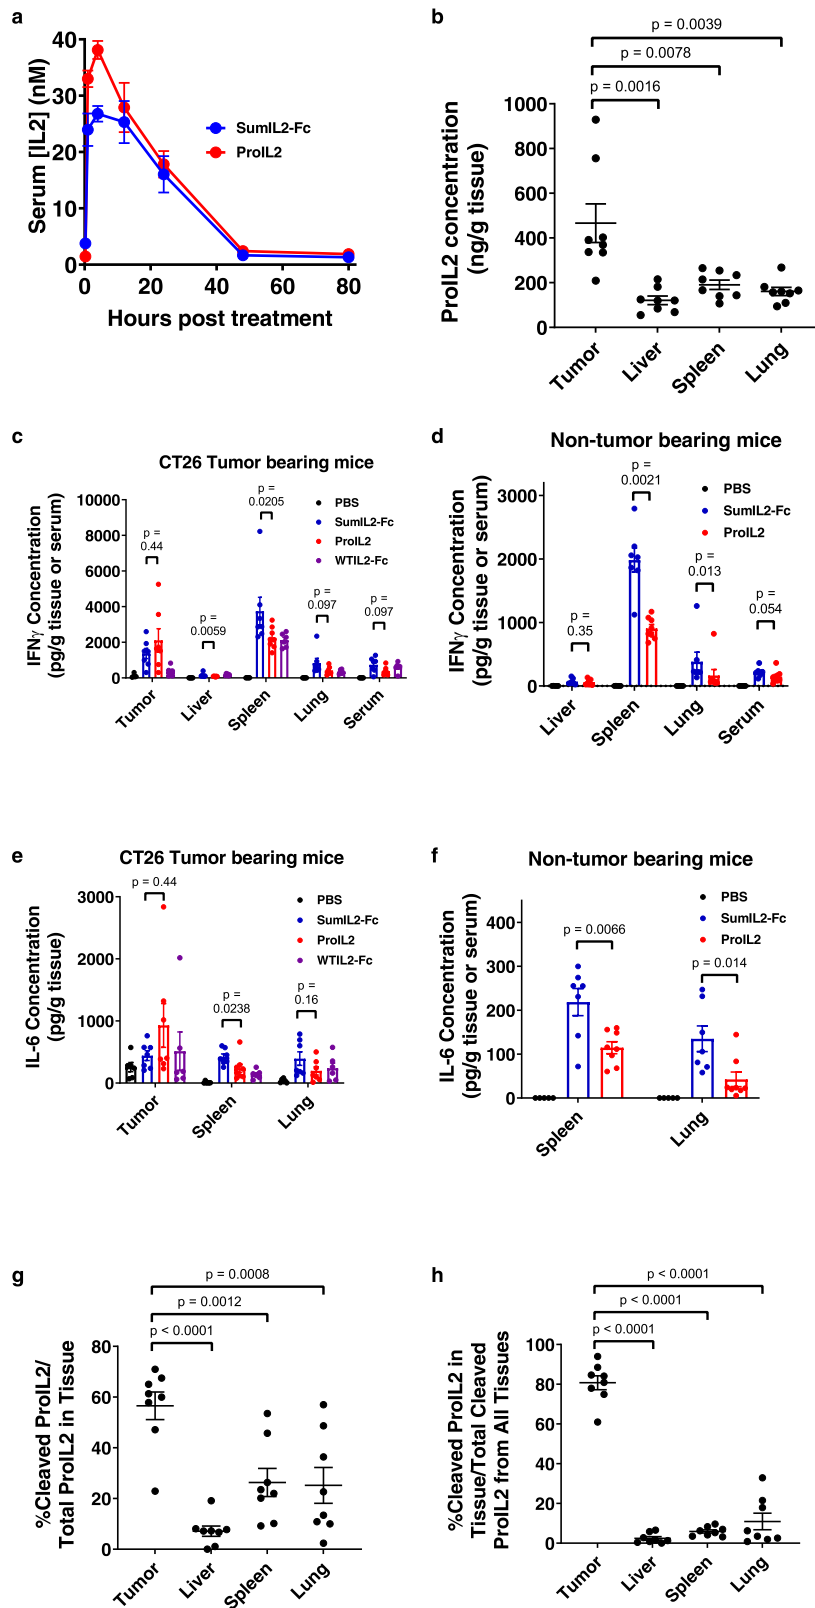 a
40
30
20
10
0
Serum [IL2] (nM)
SumIL2-Fc
ProIL2
0
20
40
60
80
Hours post treatment
b
p = 0.0039
p = 0.0078
p = 0.0016
1000
800
600
400
200
0
ProIL2 concentration
(ng/g tissue)
Tumor
Liver
Spleen
Lung
c
CT26 Tumor bearing mice
10000
8000
6000
4000
2000
0
IFNγ Concentration
(pg/g tissue or serum)
p =
0.44
p =
0.0059
p =
0.0205
p =
0.097
p =
0.097
PBS
SumIL2-Fc
ProIL2
WTIL2-Fc
Tumor
Liver
Spleen
Lung
Serum
d
Non-tumor bearing mice
3000
2000
1000
0
IFNγ Concentration
(pg/g tissue or serum)
p =
0.35
p =
0.0021
p =
0.013
p =
0.054
PBS
SumIL2-Fc
ProIL2
Liver
Spleen
Lung
Serum
e
CT26 Tumor bearing mice
3000
2000
1000
0
IL-6 Concentration
(pg/g tissue)
p = 0.44
p =
0.0238
p =
0.16
PBS
SumIL2-Fc
ProIL2
WTIL2-Fc
Tumor
Spleen
Lung
f
Non-tumor bearing mice
400
300
200
100
0
IL-6 Concentration
(pg/g tissue or serum)
p = 0.0066
p = 0.014
PBS
SumIL2-Fc
ProIL2
Spleen
Lung
g
p = 0.0008
p = 0.0012
p < 0.0001
80
60
40
20
0
%Cleaved ProIL2/
Total ProIL2 in Tissue
Tumor
Liver
Spleen
Lung
h
p < 0.0001
p < 0.0001
p < 0.0001
100
80
60
40
20
0
%Cleaved ProIL2 in
Tissue/Total Cleaved
ProIL2 from All Tissues
Tumor
Liver
Spleen
Lung